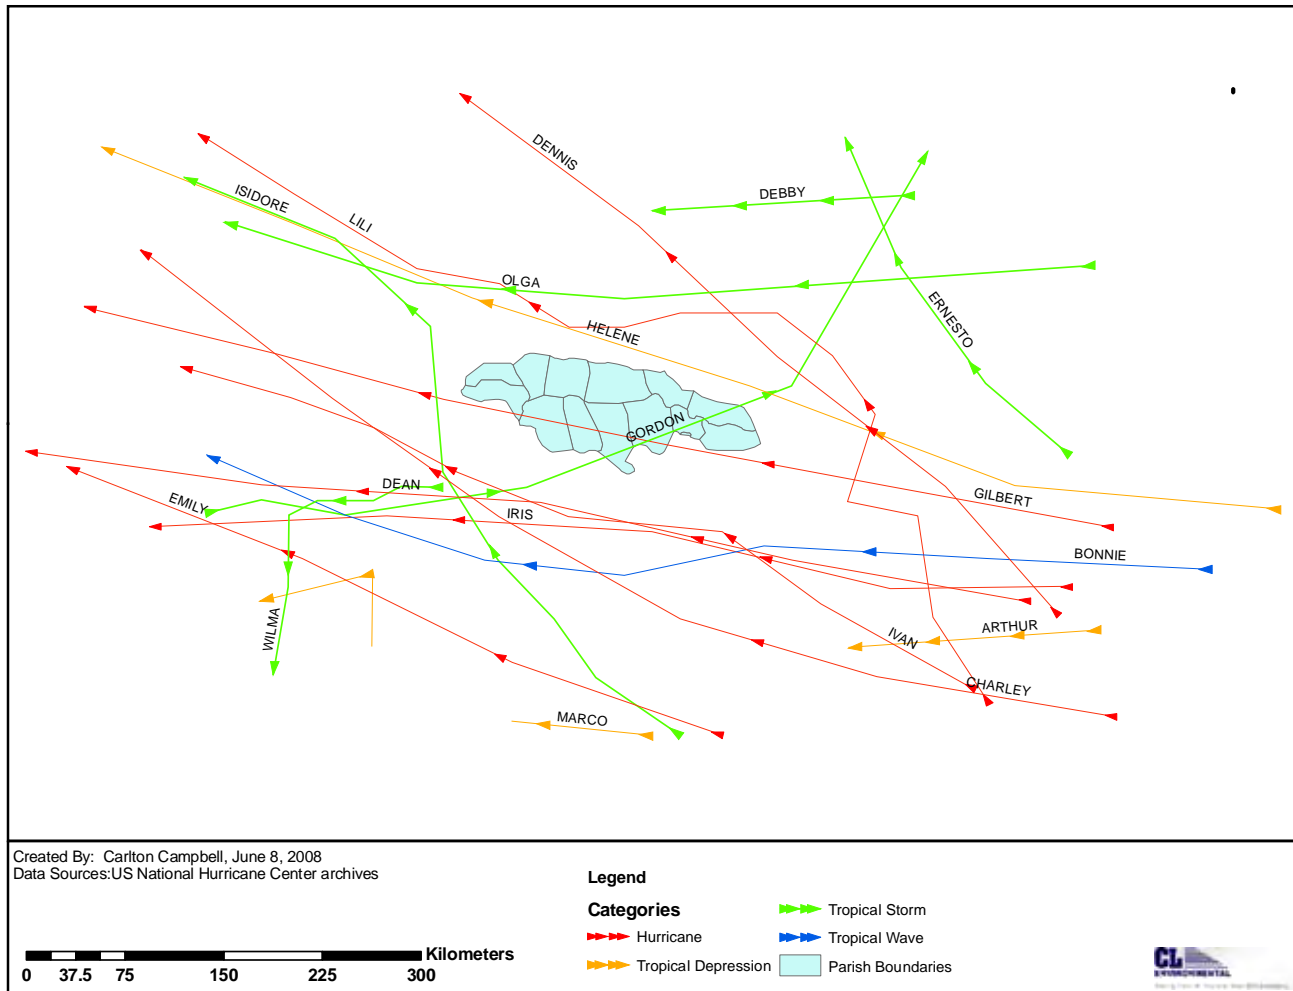 DENNIS
DEBBY
ISIDORE
LILI
OLGA
ERNESTO
HELENE
GORDON
DEAN
GILBERT
EMILY
IRIS
BONNIE
WILMA
ARTHUR
IVAN
CHARLEY
MARCO
Created By: Carlton Campbell, June 8, 2008
Data Sources:US National Hurricane Center archives
Legend
Categories
Hurricane
Tropical Depression
Tropical Storm
Tropical Wave
Parish Boundaries
Kilometers
0 37.5 75 150 225 300
CL
ENVIRONMENTAL